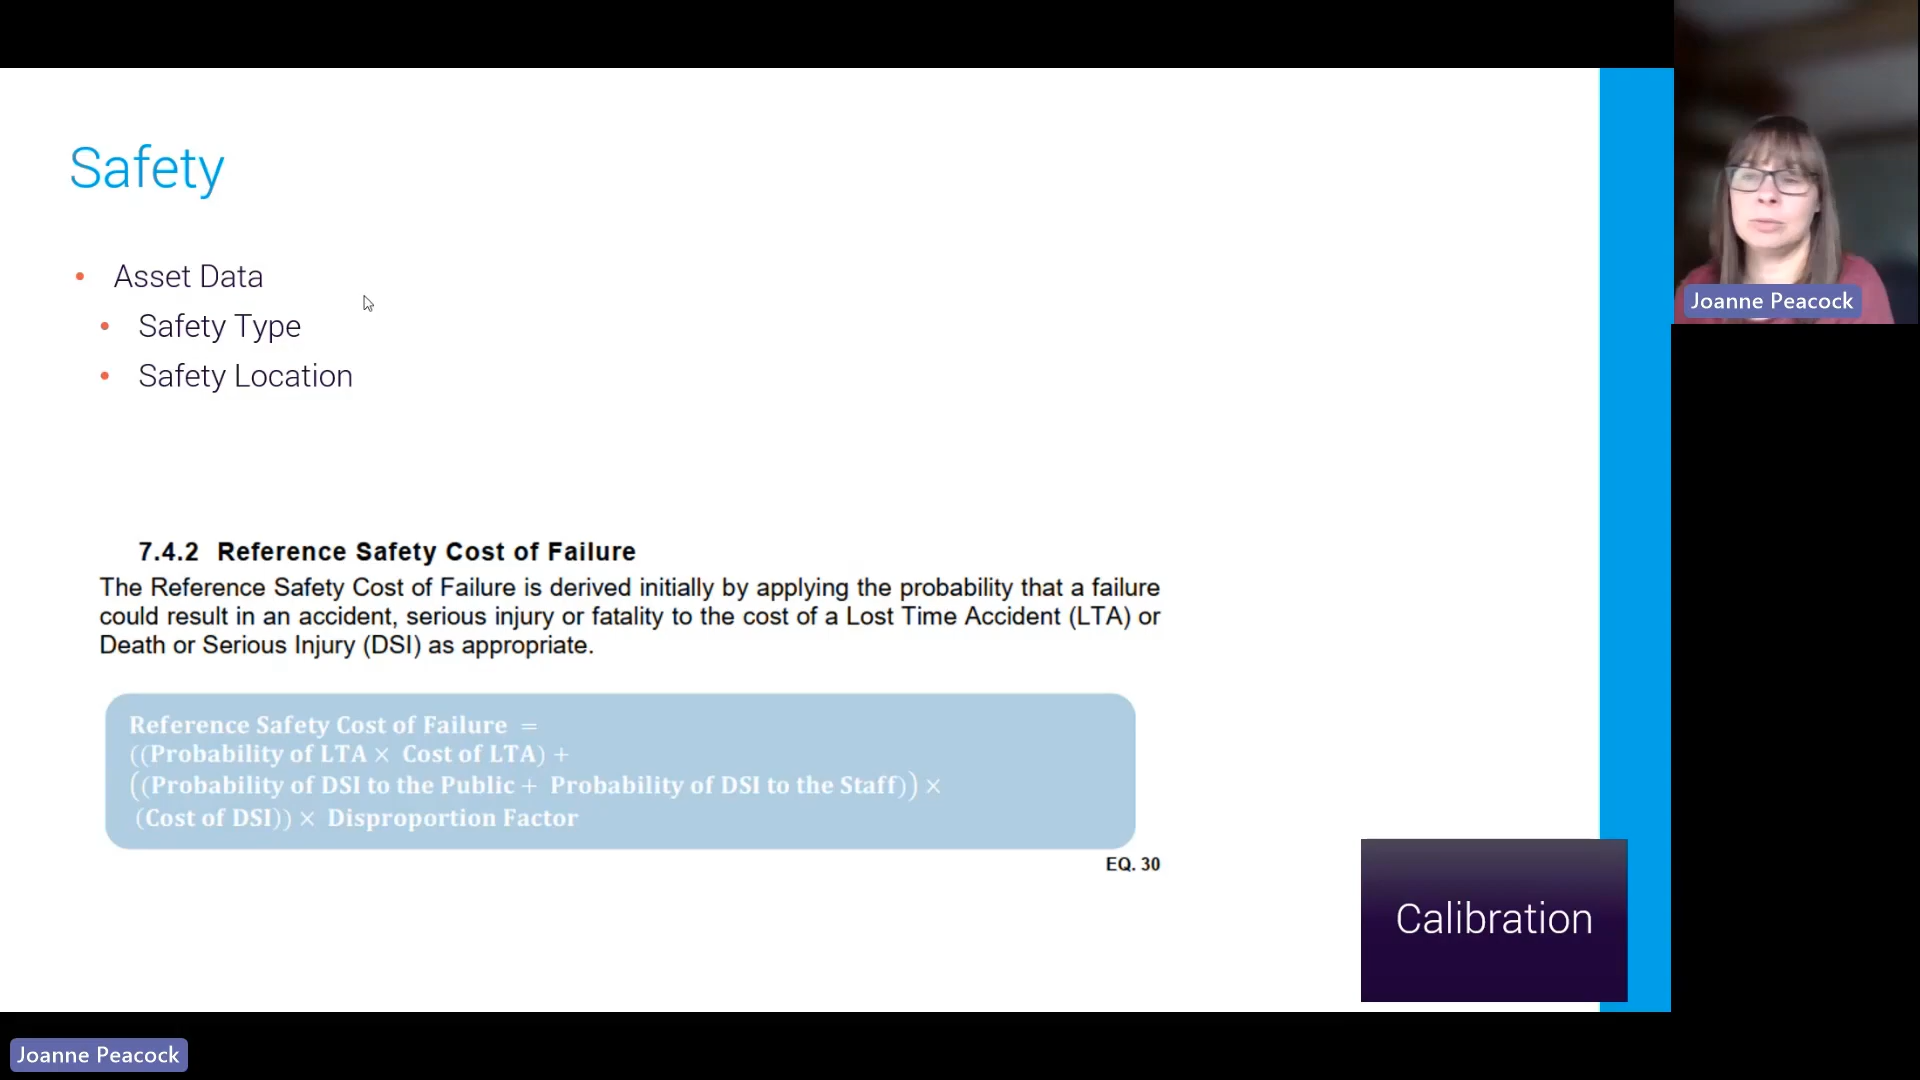 Safety
• Asset Data
• Safety Type
• Safety Location
7.4.2 Reference Safety Cost of Failure
The Reference Safety Cost of Failure is derived initially by applying the probability that a failure
could result in an accident, serious injury or fatality to the cost of a Lost Time Accident (LTA) or
Death or Serious Injury (DSI) as appropriate.
Reference Safety Cost of Failure =
((Probability of LTA × Cost of LTA) +
((Probability of DSI to the Public + Probability of DSI to the Staff)) ×
(Cost of DSI)) × Disproportion Factor
EQ. 30
Calibration
Joanne Peacock
Joanne Peacock